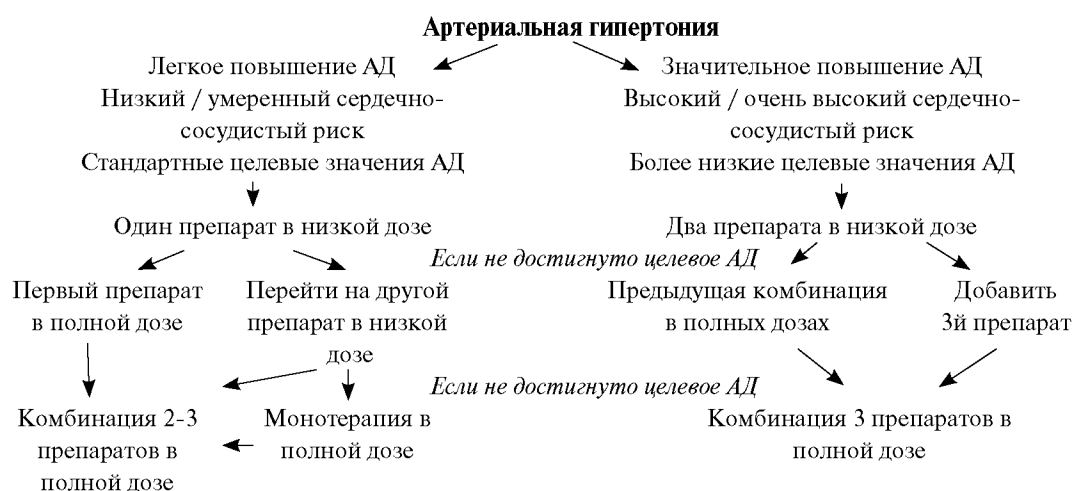 Артериальная гипертония
Легкое повышение АД
Низкий / умеренный сердечно-
сосудистый риск
Стандартные целевые значения АД
Значительное повышение АД
Высокий / очень высокий сердечно-
сосудистый риск
Более низкие целевые значения АД
Один препарат в низкой дозе
Два препарата в низкой дозе
Если не достигнуто целевое АД
Первый препарат
в полной дозе
Перейти на другой
препарат в низкой
дозе
Предыдущая комбинация
в полных дозах
Добавить
3й препарат
Если не достигнуто целевое АД
Комбинация 2-3
препаратов в
полной дозе
Монотерапия в
полной дозе
Комбинация 3 препаратов в
полной дозе